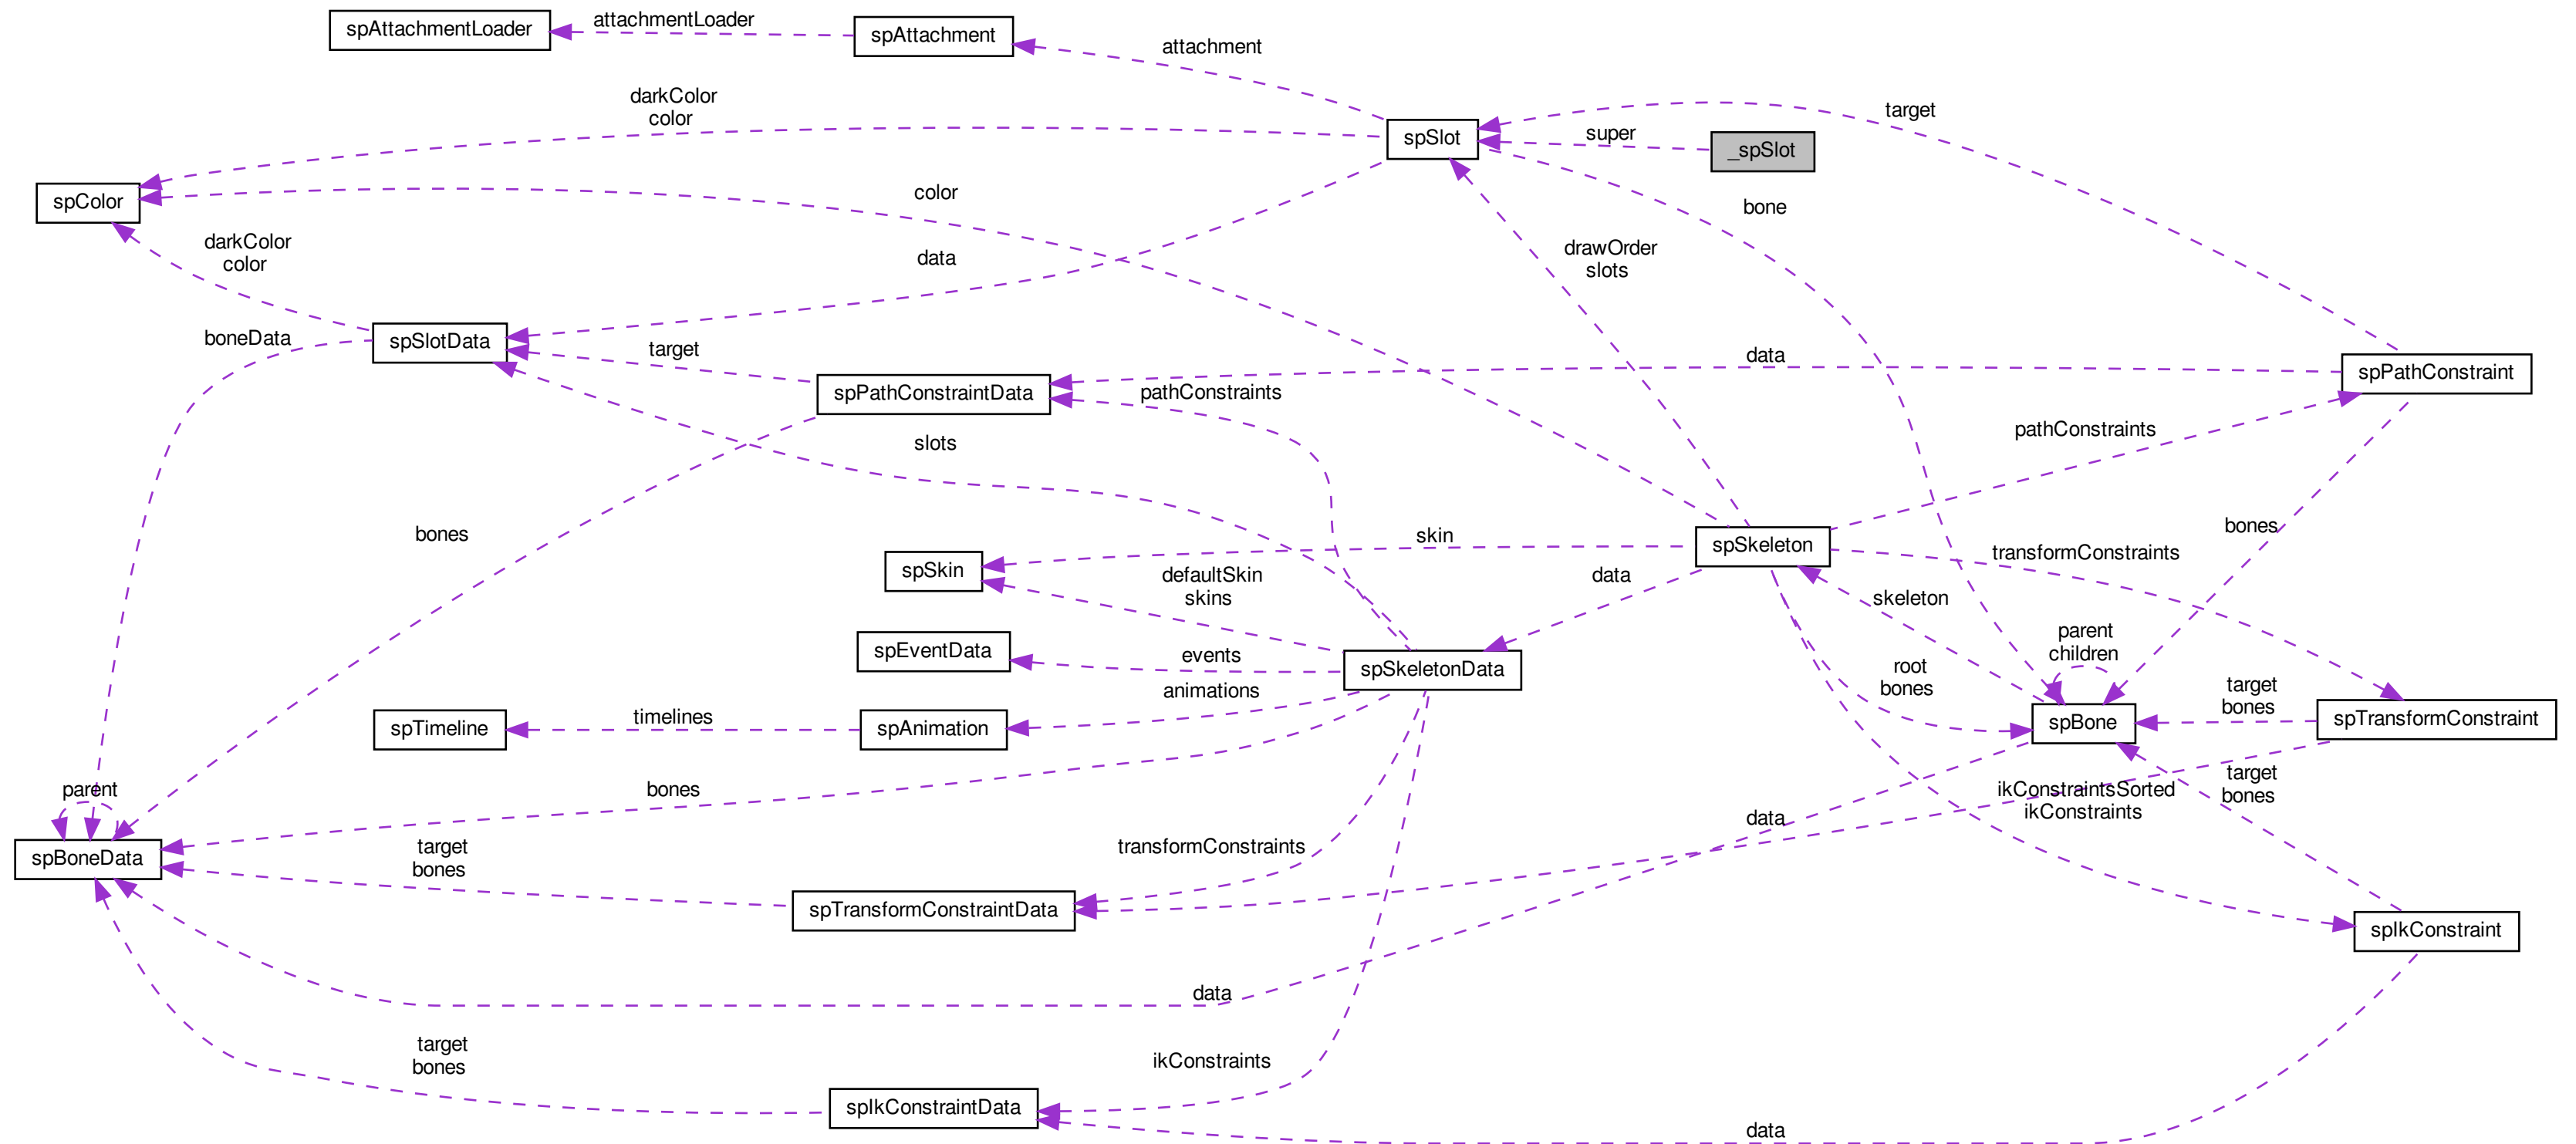 spAttachmentLoader
attachmentLoader
spAttachment
attachment
darkColor
color
spSlot
super
_spSlot
target
spColor
color
bone
darkColor
color
data
drawOrder
slots
boneData
spSlotData
target
spPathConstraintData
pathConstraints
data
spPathConstraint
slots
pathConstraints
bones
skin
spSkeleton
bones
transformConstraints
spSkin
defaultSkin
skins
data
skeleton
parent
children
spEventData
events
spSkeletonData
root
bones
target
bones
spTimeline
timelines
spAnimation
animations
spBone
spTransformConstraint
parent
bones
target
bones
ikConstraintsSorted
ikConstraints
data
spBoneData
target
bones
transformConstraints
spTransformConstraintData
spIkConstraint
data
target
bones
ikConstraints
spIkConstraintData
data